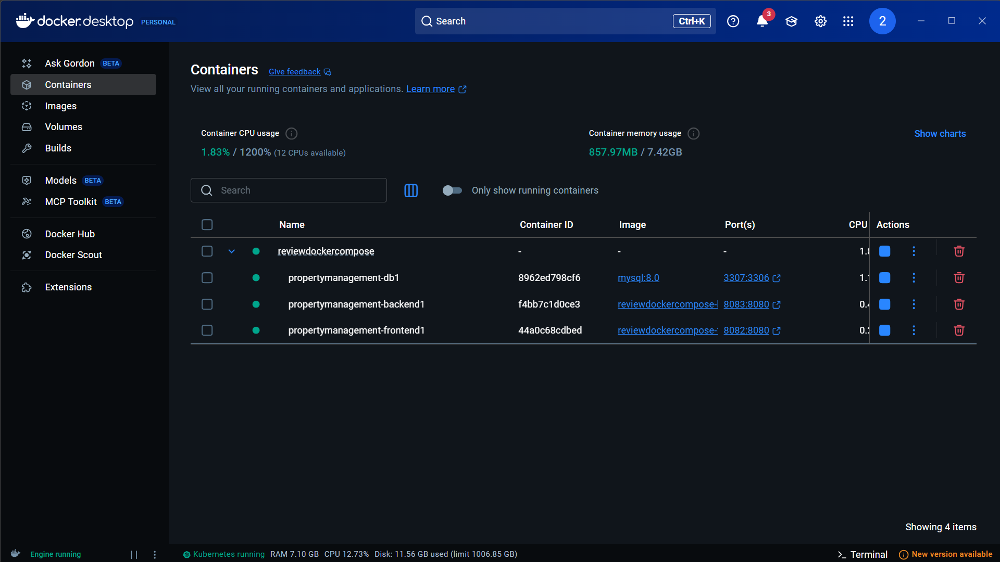 docker.desktop PERSONAL
Search Ctrl+K
3
2
Ask Gordon BETA
Containers
Images
Volumes
Builds
Models BETA
MCP Toolkit BETA
Docker Hub
Docker Scout
Extensions
Containers Give feedback
View all your running containers and applications. Learn more
Container CPU usage
1.83% / 1200% (12 CPUs available)
Container memory usage
857.97MB / 7.42GB
Show charts
Search
Only show running containers
Name Container ID Image Port(s) CPU Actions
reviewdockercompose - - -
propertymanagement-db1 8962ed798cf6 mysql:8.0 3307:3306
propertymanagement-backend1 f4bb7c1d0ce3 reviewdockercompose- 8083:8080
propertymanagement-frontend1 44a0c68cdbed reviewdockercompose- 8082:8080
Showing 4 items
Engine running
Kubernetes running RAM 7.10 GB CPU 12.73% Disk: 11.56 GB used (limit 1006.85 GB)
Terminal
New version available